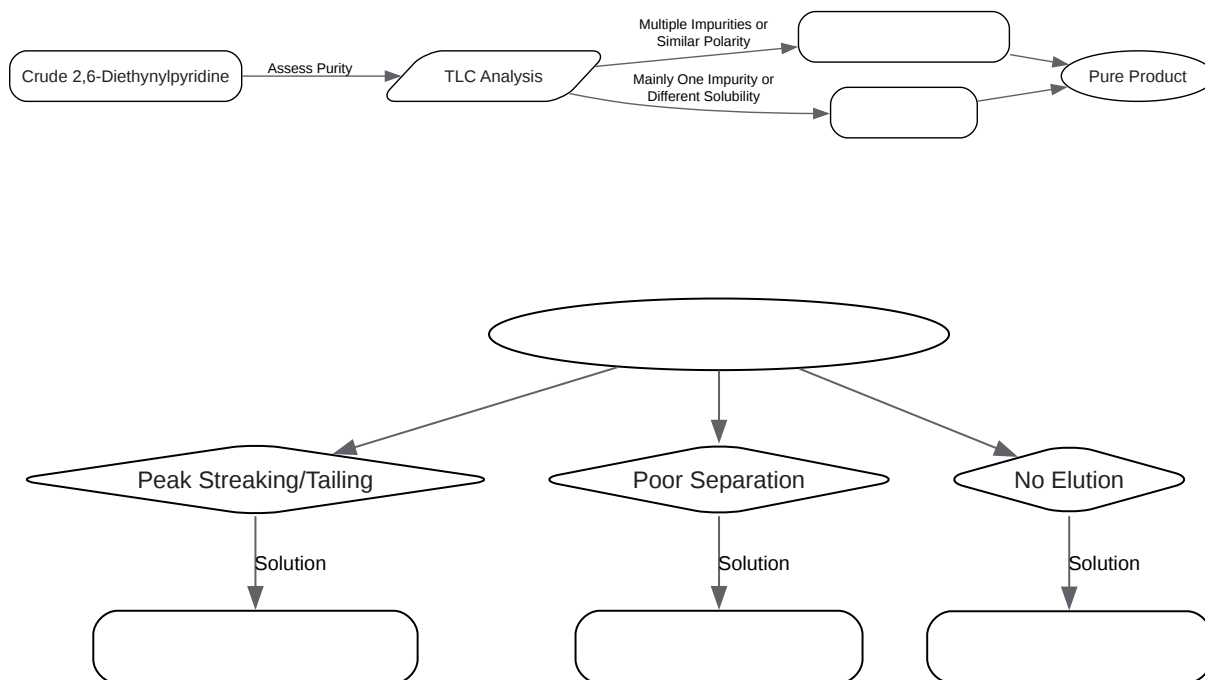 Multiple Impurities or
Similar Polarity
Crude 2,6-Diethynylpyridine
Assess Purity
TLC Analysis
Pure Product
Mainly One Impurity or
Different Solubility
Peak Streaking/Tailing
Poor Separation
No Elution
Solution
Solution
Solution